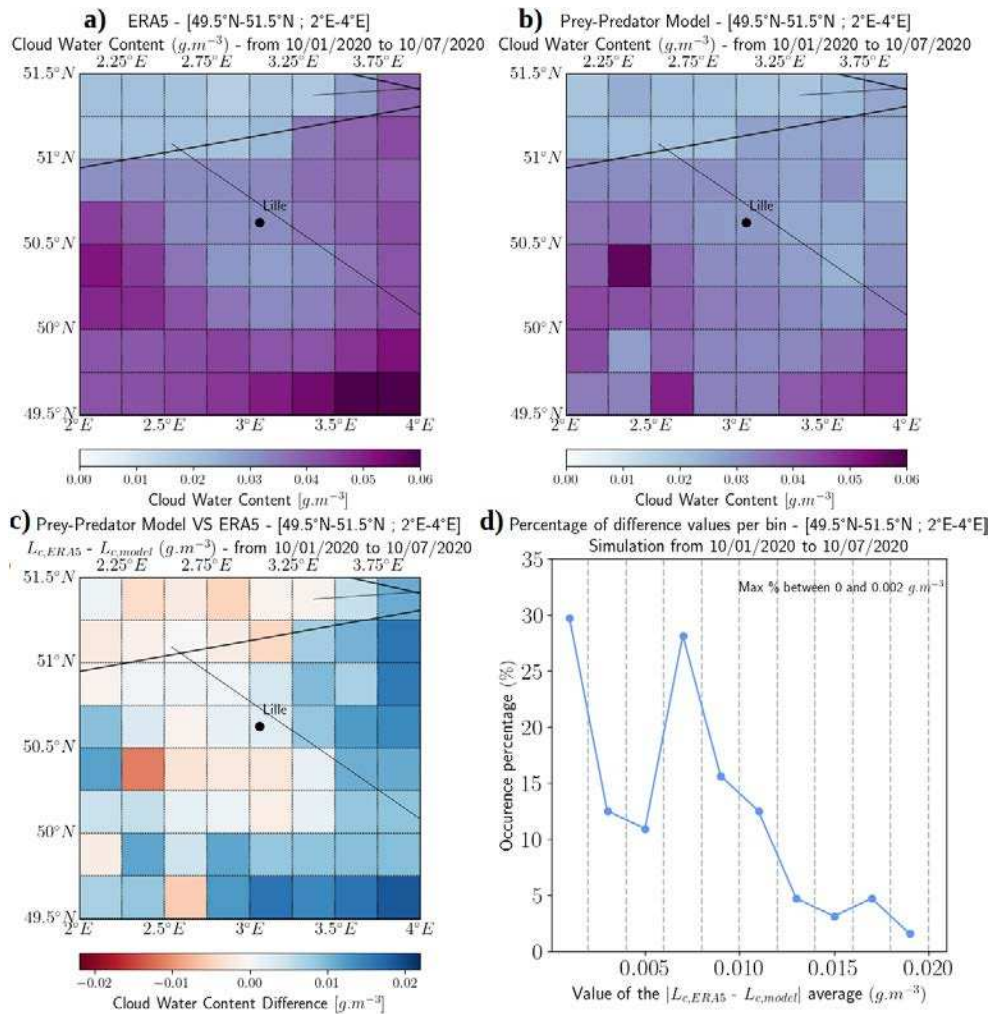 a) ERA5 - [49.5°N-51.5°N ; 2°E-4°E]
Cloud Water Content (g.m⁻³) - from 10/01/2020 to 10/07/2020
2.25°E 2.75°E 3.25°E 3.75°E
51.5°N
51°N
50.5°N
50°N
49.5°N
Lille
2°E 2.5°E 3°E 3.5°E 4°E
0.00 0.01 0.02 0.03 0.04 0.05 0.06
Cloud Water Content [g.m⁻³]
b) Prey-Predator Model - [49.5°N-51.5°N ; 2°E-4°E]
Cloud Water Content (g.m⁻³) - from 10/01/2020 to 10/07/2020
2.25°E 2.75°E 3.25°E 3.75°E
51.5°N
51°N
50.5°N
50°N
49.5°N
Lille
2°E 2.5°E 3°E 3.5°E 4°E
0.00 0.01 0.02 0.03 0.04 0.05 0.06
Cloud Water Content [g.m⁻³]
c) Prey-Predator Model VS ERA5 - [49.5°N-51.5°N ; 2°E-4°E]
L_{c,ERA5} - L_{c,model} (g.m⁻³) - from 10/01/2020 to 10/07/2020
2.25°E 2.75°E 3.25°E 3.75°E
51.5°N
51°N
50.5°N
50°N
49.5°N
Lille
2°E 2.5°E 3°E 3.5°E 4°E
−0.02 −0.01 0.00 0.01 0.02
Cloud Water Content Difference [g.m⁻³]
d) Percentage of difference values per bin - [49.5°N-51.5°N ; 2°E-4°E]
Simulation from 10/01/2020 to 10/07/2020
Max % between 0 and 0.002 g.m⁻³
35
30
25
20
15
10
5
0
Occurence percentage (%)
0.005 0.010 0.015 0.020
Value of the |L_{c,ERA5} - L_{c,model}| average (g.m⁻³)